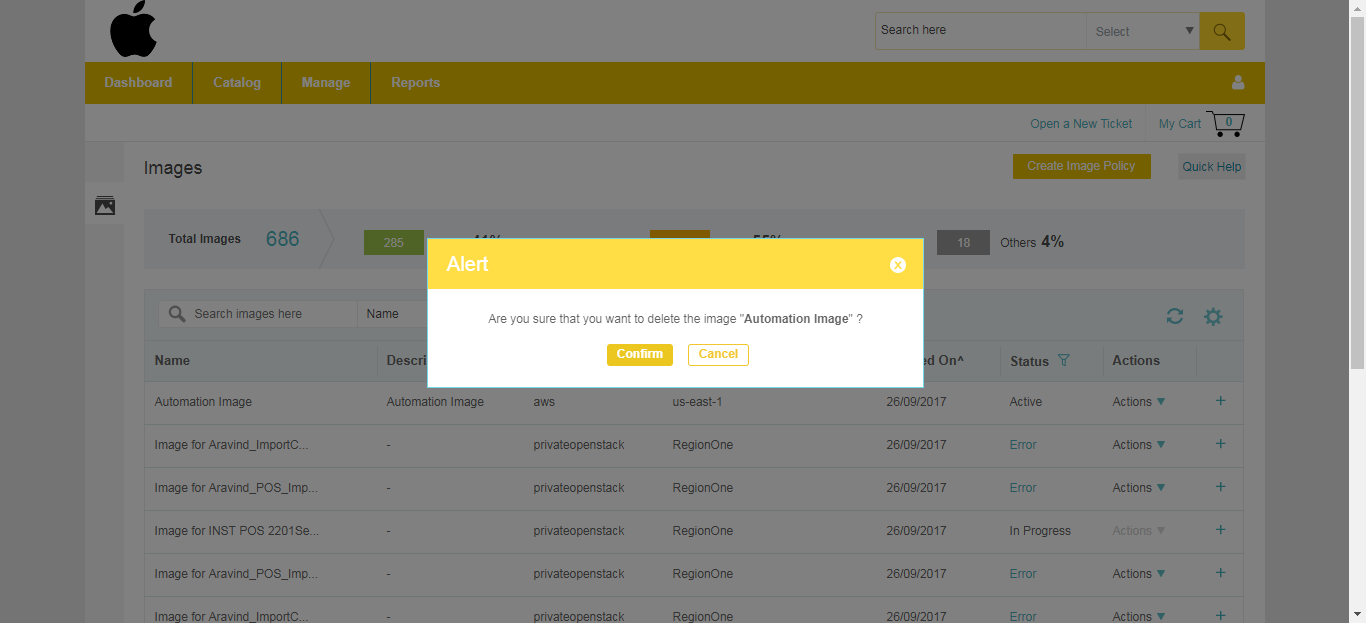 Search here Select
Dashboard Catalog Manage Reports
Open a New Ticket My Cart 0
Images Create Image Policy Quick Help
Total Images 686 285 18 Others 4%
Alert
Are you sure that you want to delete the image "Automation Image" ?
Confirm Cancel
Search images here Name
Name Descri ed On^ Status Actions
Automation Image Automation Image aws us-east-1 26/09/2017 Active Actions +
Image for Aravind_ImportC... - privateopenstack RegionOne 26/09/2017 Error Actions +
Image for Aravind_POS_Imp... - privateopenstack RegionOne 26/09/2017 Error Actions +
Image for INST POS 2201Se... - privateopenstack RegionOne 26/09/2017 In Progress Actions +
Image for Aravind_POS_Imp... - privateopenstack RegionOne 26/09/2017 Error Actions +
Image for Aravind_ImportC... - privateopenstack RegionOne 26/09/2017 Error Actions +